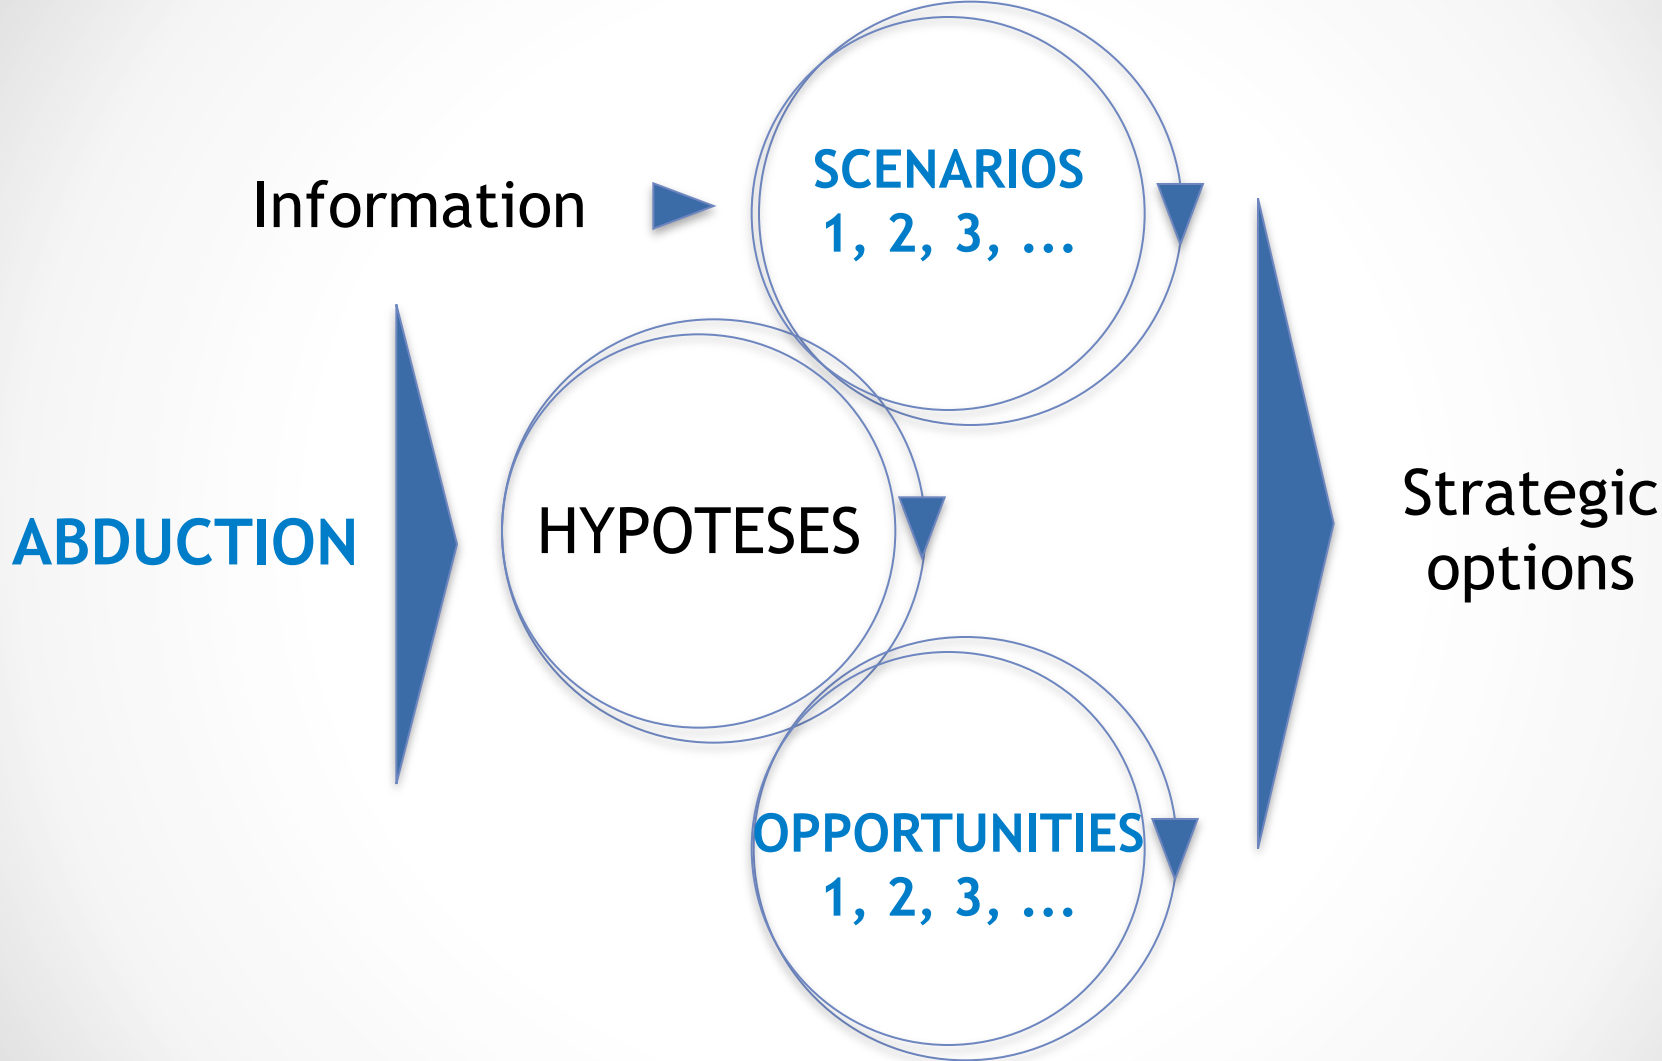 SCENARIOS
1, 2, 3, ...
Information
ABDUCTION
HYPOTESES
Strategic
options
OPPORTUNITIES
1, 2, 3, ...